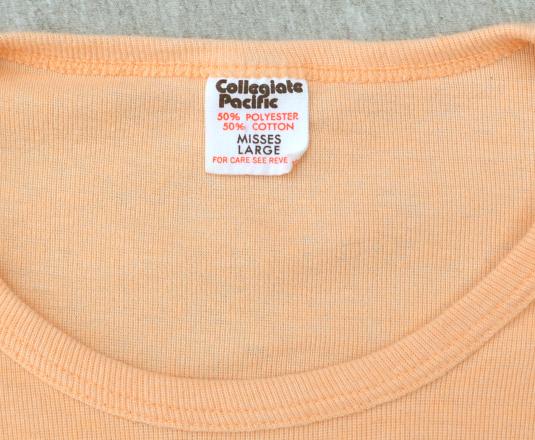 Collegiate
Pacific
50% POLYESTER
50% COTTON
MISSES
LARGE
FOR CARE SEE REVE